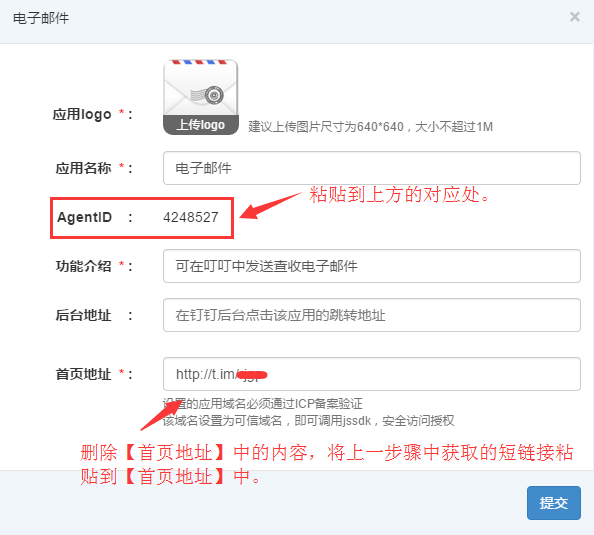 电子邮件
×
上传logo
应用logo * : 建议上传图片尺寸为640*640，大小不超过1M
应用名称 * : 电子邮件
粘贴到上方的对应处。
AgentID : 4248527
功能介绍 * : 可在叮叮中发送查收电子邮件
后台地址 : 在钉钉后台点击该应用的跳转地址
首页地址 * : http://t.im/
设置的应用域名必须通过ICP备案验证
该域名设置为可信域名，即可调用jssdk，安全访问授权
删除【首页地址】中的内容，将上一步骤中获取的短链接粘
贴到【首页地址】中。
提交